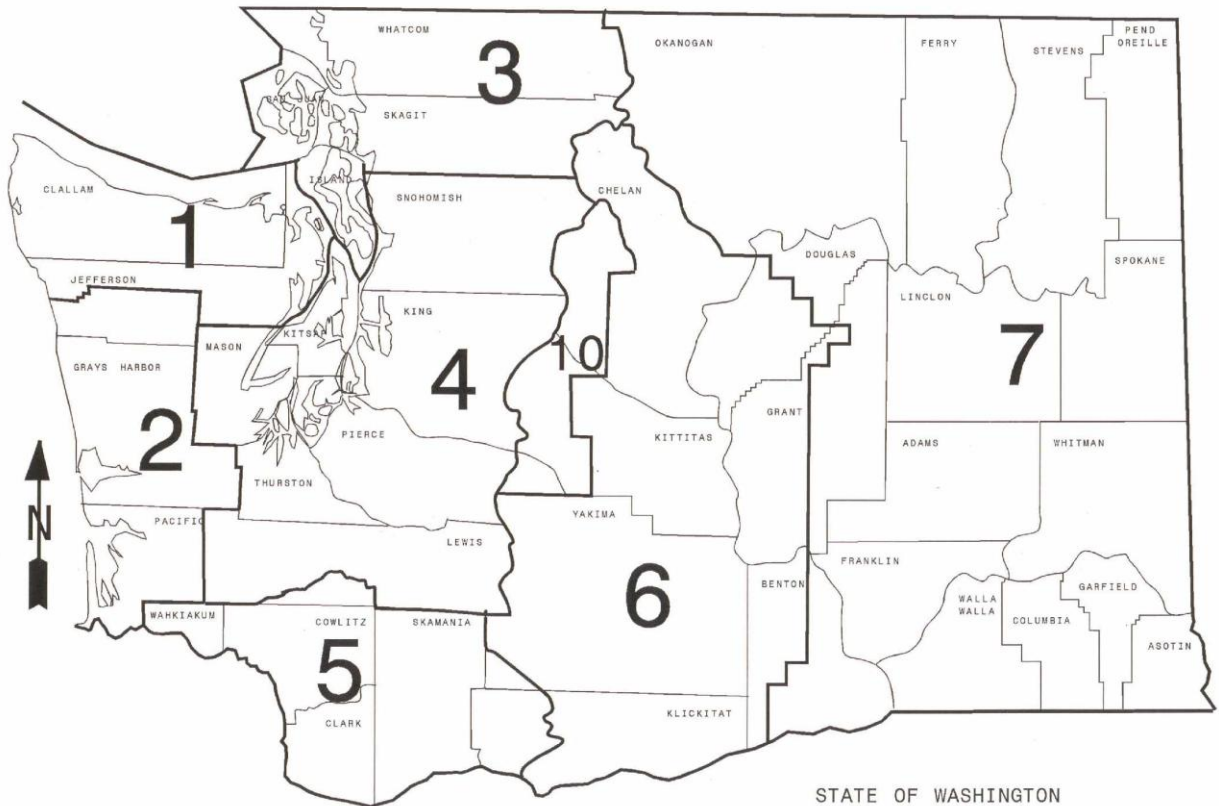 WHATCOM
3
OKANOGAN
FERRY
STEVENS
PEND
OREILLE
SAN JUAN
SKAGIT
CLALLAM
ISLAND
SNOHOMISH
CHELAN
1
JEFFERSON
DOUGLAS
SPOKANE
LINCLON
KING
KITSAP
MASON
GRAYS HARBOR
10
4
7
GRANT
2
PIERCE
KITTITAS
ADAMS
WHITMAN
THURSTON
N
PACIFIC
YAKIMA
LEWIS
FRANKLIN
BENTON
6
WALLA
WALLA
GARFIELD
COLUMBIA
WAHKIAKUM
COWLITZ
SKAMANIA
ASOTIN
5
CLARK
KLICKITAT
STATE OF WASHINGTON